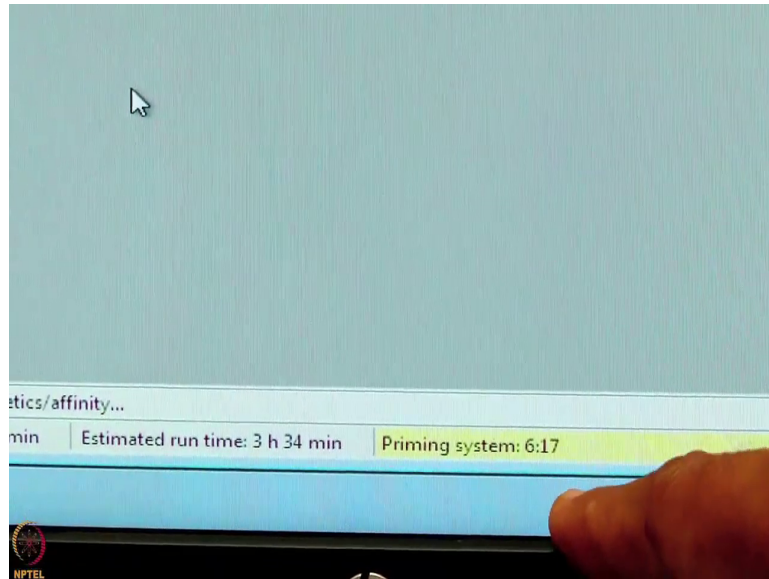 etics/affinity...
min Estimated run time: 3 h 34 min Priming system: 6:17
NPTEL